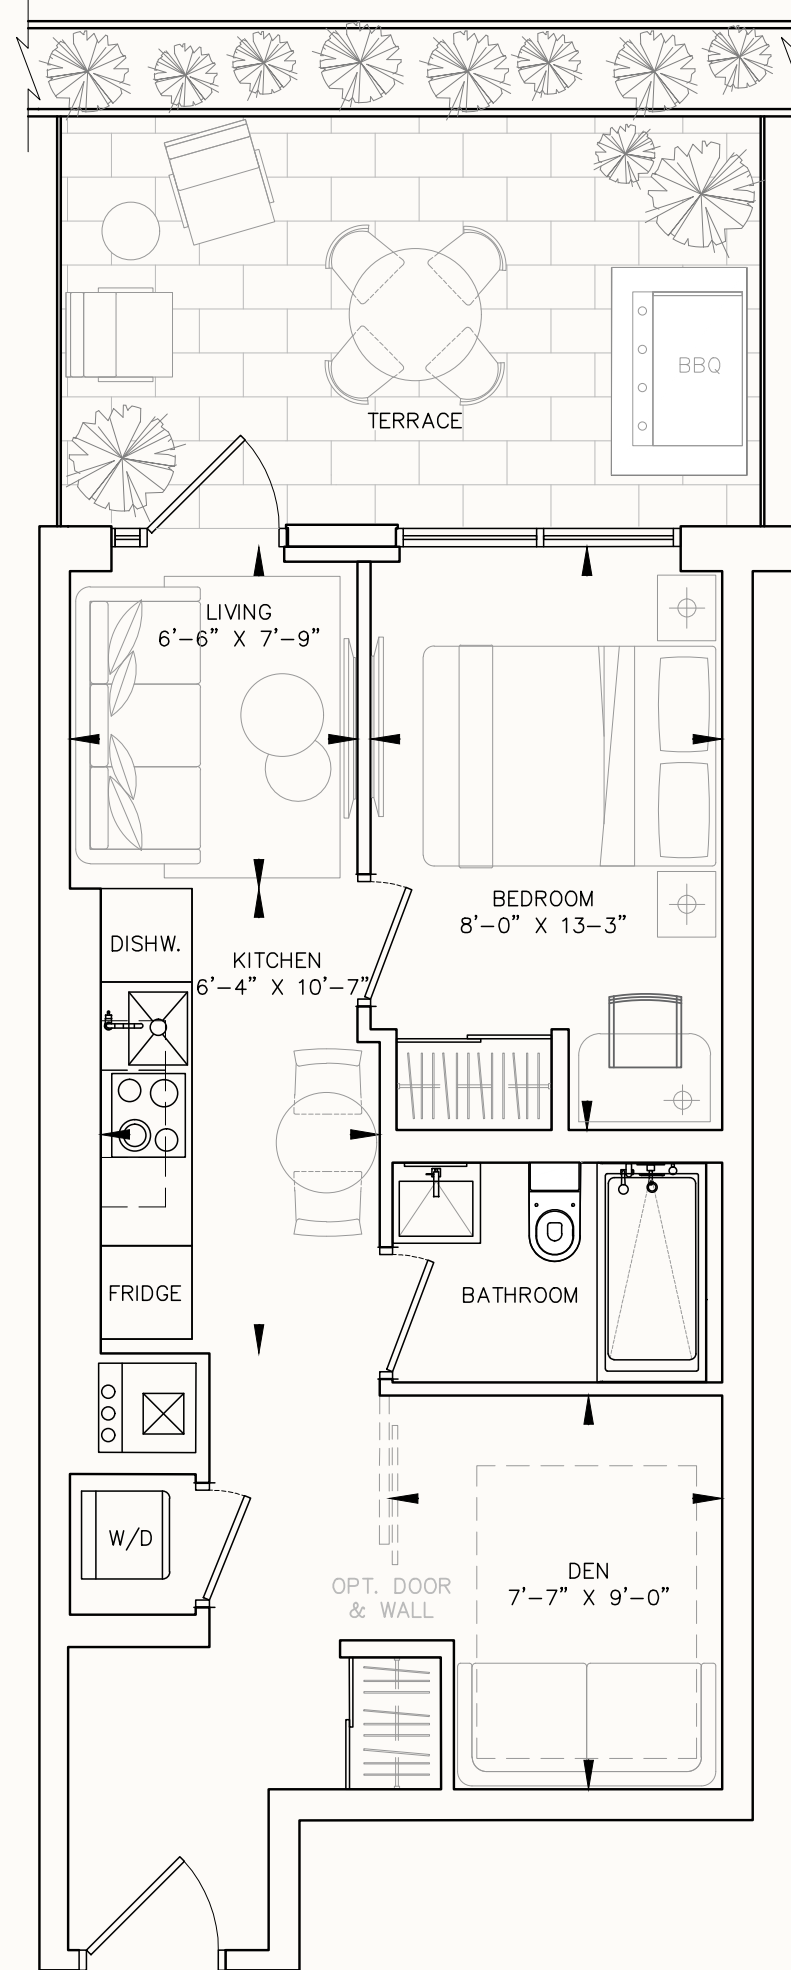 BBQ
TERRACE
LIVING
6'-6" X 7'-9"
BEDROOM
8'-0" X 13-3"
DISHW.
KITCHEN
6'-4" X 10'-7"
FRIDGE
BATHROOM
W/D
DEN
7'-7" X 9'-0"
OPT. DOOR
& WALL